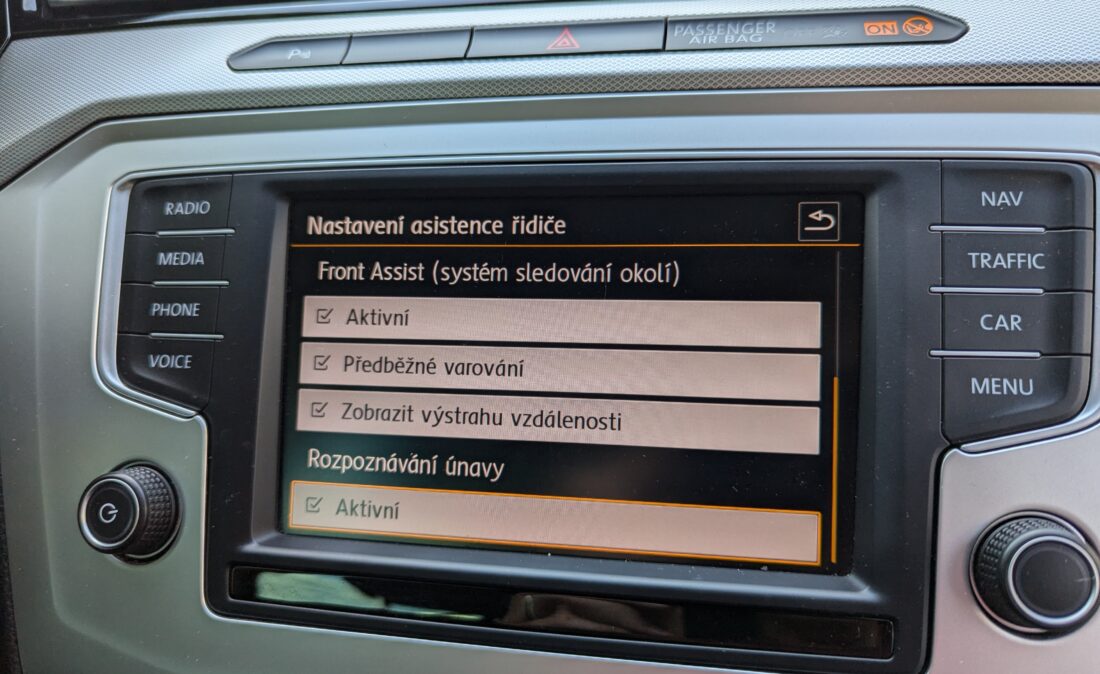 PASSENGER
AIR BAG
ON
RADIO
MEDIA
PHONE
VOICE
Nastavení asistence řidiče
Front Assist (systém sledování okolí)
Aktivní
Předběžné varování
Zobrazit výstrahu vzdálenosti
Rozpoznávání únavy
Aktivní
NAV
TRAFFIC
CAR
MENU